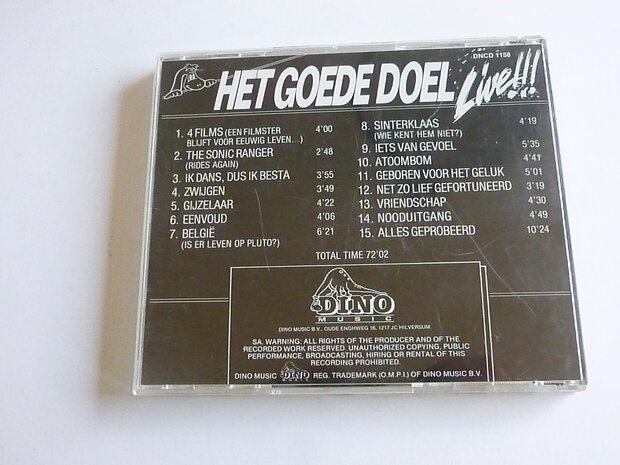 DNCD 1158
HET GOEDE DOEL Live!!!
1. 4 FILMS (EEN FILMSTER 4'00
BLIJFT VOOR EEUWIG LEVEN...)
2. THE SONIC RANGER 2'48
(RIDES AGAIN)
3. IK DANS, DUS IK BESTA 3'55
4. ZWIJGEN 3'49
5. GIJZELAAR 4'22
6. EENVOUD 4'06
7. BELGIË 6'21
(IS ER LEVEN OP PLUTO?)
8. SINTERKLAAS 4'19
(WIE KENT HEM NIET?)
9. IETS VAN GEVOEL 5'35
10. ATOOMBOM 4'41
11. GEBOREN VOOR HET GELUK 5'01
12. NET ZO LIEF GEFORTUNEERD 3'19
13. VRIENDSCHAP 4'30
14. NOODUITGANG 4'49
15. ALLES GEPROBEERD 10'24
TOTAL TIME 72'02
DINO
MUSIC
DINO MUSIC B.V., OUDE ENGHWEG 16, 1217 JC HILVERSUM.
SA. WARNING: ALL RIGHTS OF THE PRODUCER AND OF THE
RECORDED WORK RESERVED. UNAUTHORIZED COPYING, PUBLIC
PERFORMANCE, BROADCASTING, HIRING OR RENTAL OF THIS
RECORDING PROHIBITED.
DINO MUSIC DINO REG. TRADEMARK (O.M.P.I.) OF DINO MUSIC B.V.